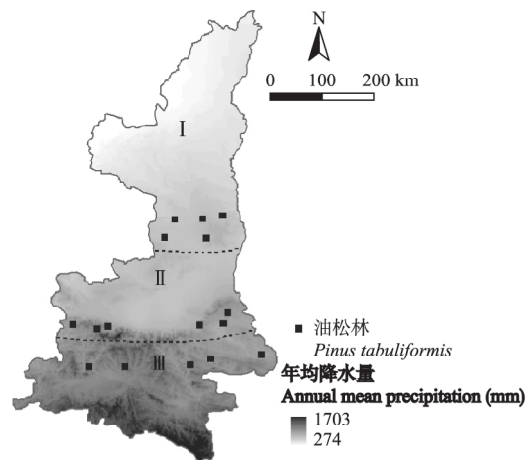 N
0 100 200 km
I
II
III
油松林
Pinus tabuliformis
年均降水量
Annual mean precipitation (mm)
1703
274